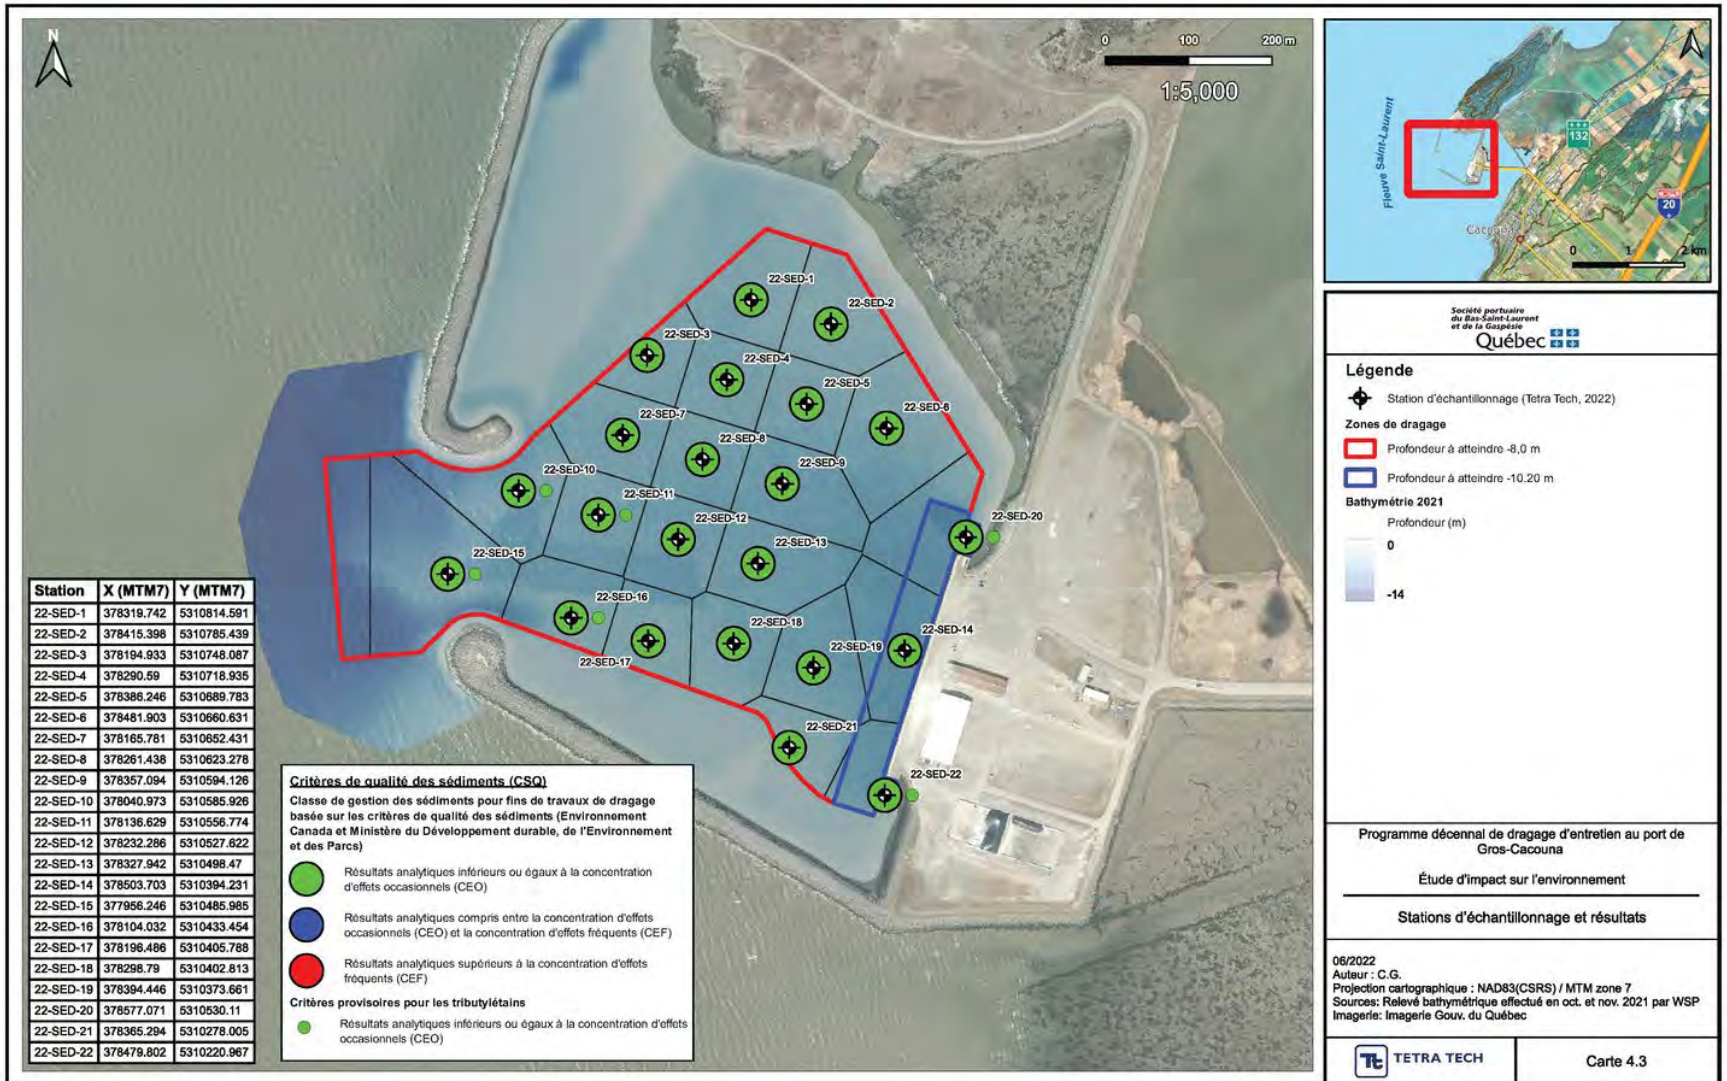 N
0 100 200 m
1:5,000
22-SED-1
22-SED-2
22-SED-3
22-SED-4
22-SED-5
22-SED-6
22-SED-7
22-SED-8
22-SED-9
22-SED-10
22-SED-11
22-SED-12
22-SED-13
22-SED-20
22-SED-15
22-SED-16
22-SED-18
22-SED-14
22-SED-19
22-SED-17
22-SED-21
22-SED-22
Station X (MTM7) Y (MTM7)
22-SED-1 378319.742 5310814.591
22-SED-2 378415.398 5310785.439
22-SED-3 378194.933 5310748.087
22-SED-4 378290.59 5310718.935
22-SED-5 378386.246 5310689.783
22-SED-6 378481.903 5310660.631
22-SED-7 378165.781 5310652.431
22-SED-8 378261.438 5310623.278
22-SED-9 378357.094 5310594.126
22-SED-10 378040.973 5310585.926
22-SED-11 378136.629 5310556.774
22-SED-12 378232.286 5310527.622
22-SED-13 378327.942 5310498.47
22-SED-14 378503.703 5310394.231
22-SED-15 377956.246 5310485.985
22-SED-16 378104.032 5310433.454
22-SED-17 378196.486 5310405.788
22-SED-18 378298.79 5310402.813
22-SED-19 378394.446 5310373.661
22-SED-20 378577.071 5310530.11
22-SED-21 378365.294 5310278.005
22-SED-22 378479.802 5310220.967
Critères de qualité des sédiments (CSQ)
Classe de gestion des sédiments pour fins de travaux de dragage
basée sur les critères de qualité des sédiments (Environnement
Canada et Ministère du Développement durable, de l'Environnement
et des Parcs)
Résultats analytiques inférieurs ou égaux à la concentration
d'effets occasionnels (CEO)
Résultats analytiques compris entre la concentration d'effets
occasionnels (CEO) et la concentration d'effets fréquents (CEF)
Résultats analytiques supérieurs à la concentration d'effets
fréquents (CEF)
Critères provisoires pour les tributylétains
Résultats analytiques inférieurs ou égaux à la concentration d'effets
occasionnels (CEO)
Fleuve Saint-Laurent
132
20
Cacouna
0 1 2 km
Société portuaire
du Bas-Saint-Laurent
et de la Gaspésie
Québec
Légende
Station d'échantillonnage (Tetra Tech, 2022)
Zones de dragage
Profondeur à atteindre -8,0 m
Profondeur à atteindre -10.20 m
Bathymétrie 2021
Profondeur (m)
0
-14
Programme décennal de dragage d'entretien au port de
Gros-Cacouna
Étude d'impact sur l'environnement
Stations d'échantillonnage et résultats
06/2022
Auteur : C.G.
Projection cartographique : NAD83(CSRS) / MTM zone 7
Sources: Relevé bathymétrique effectué en oct. et nov. 2021 par WSP
Imagerie: Imagerie Gouv. du Québec
Tt TETRA TECH
Carte 4.3